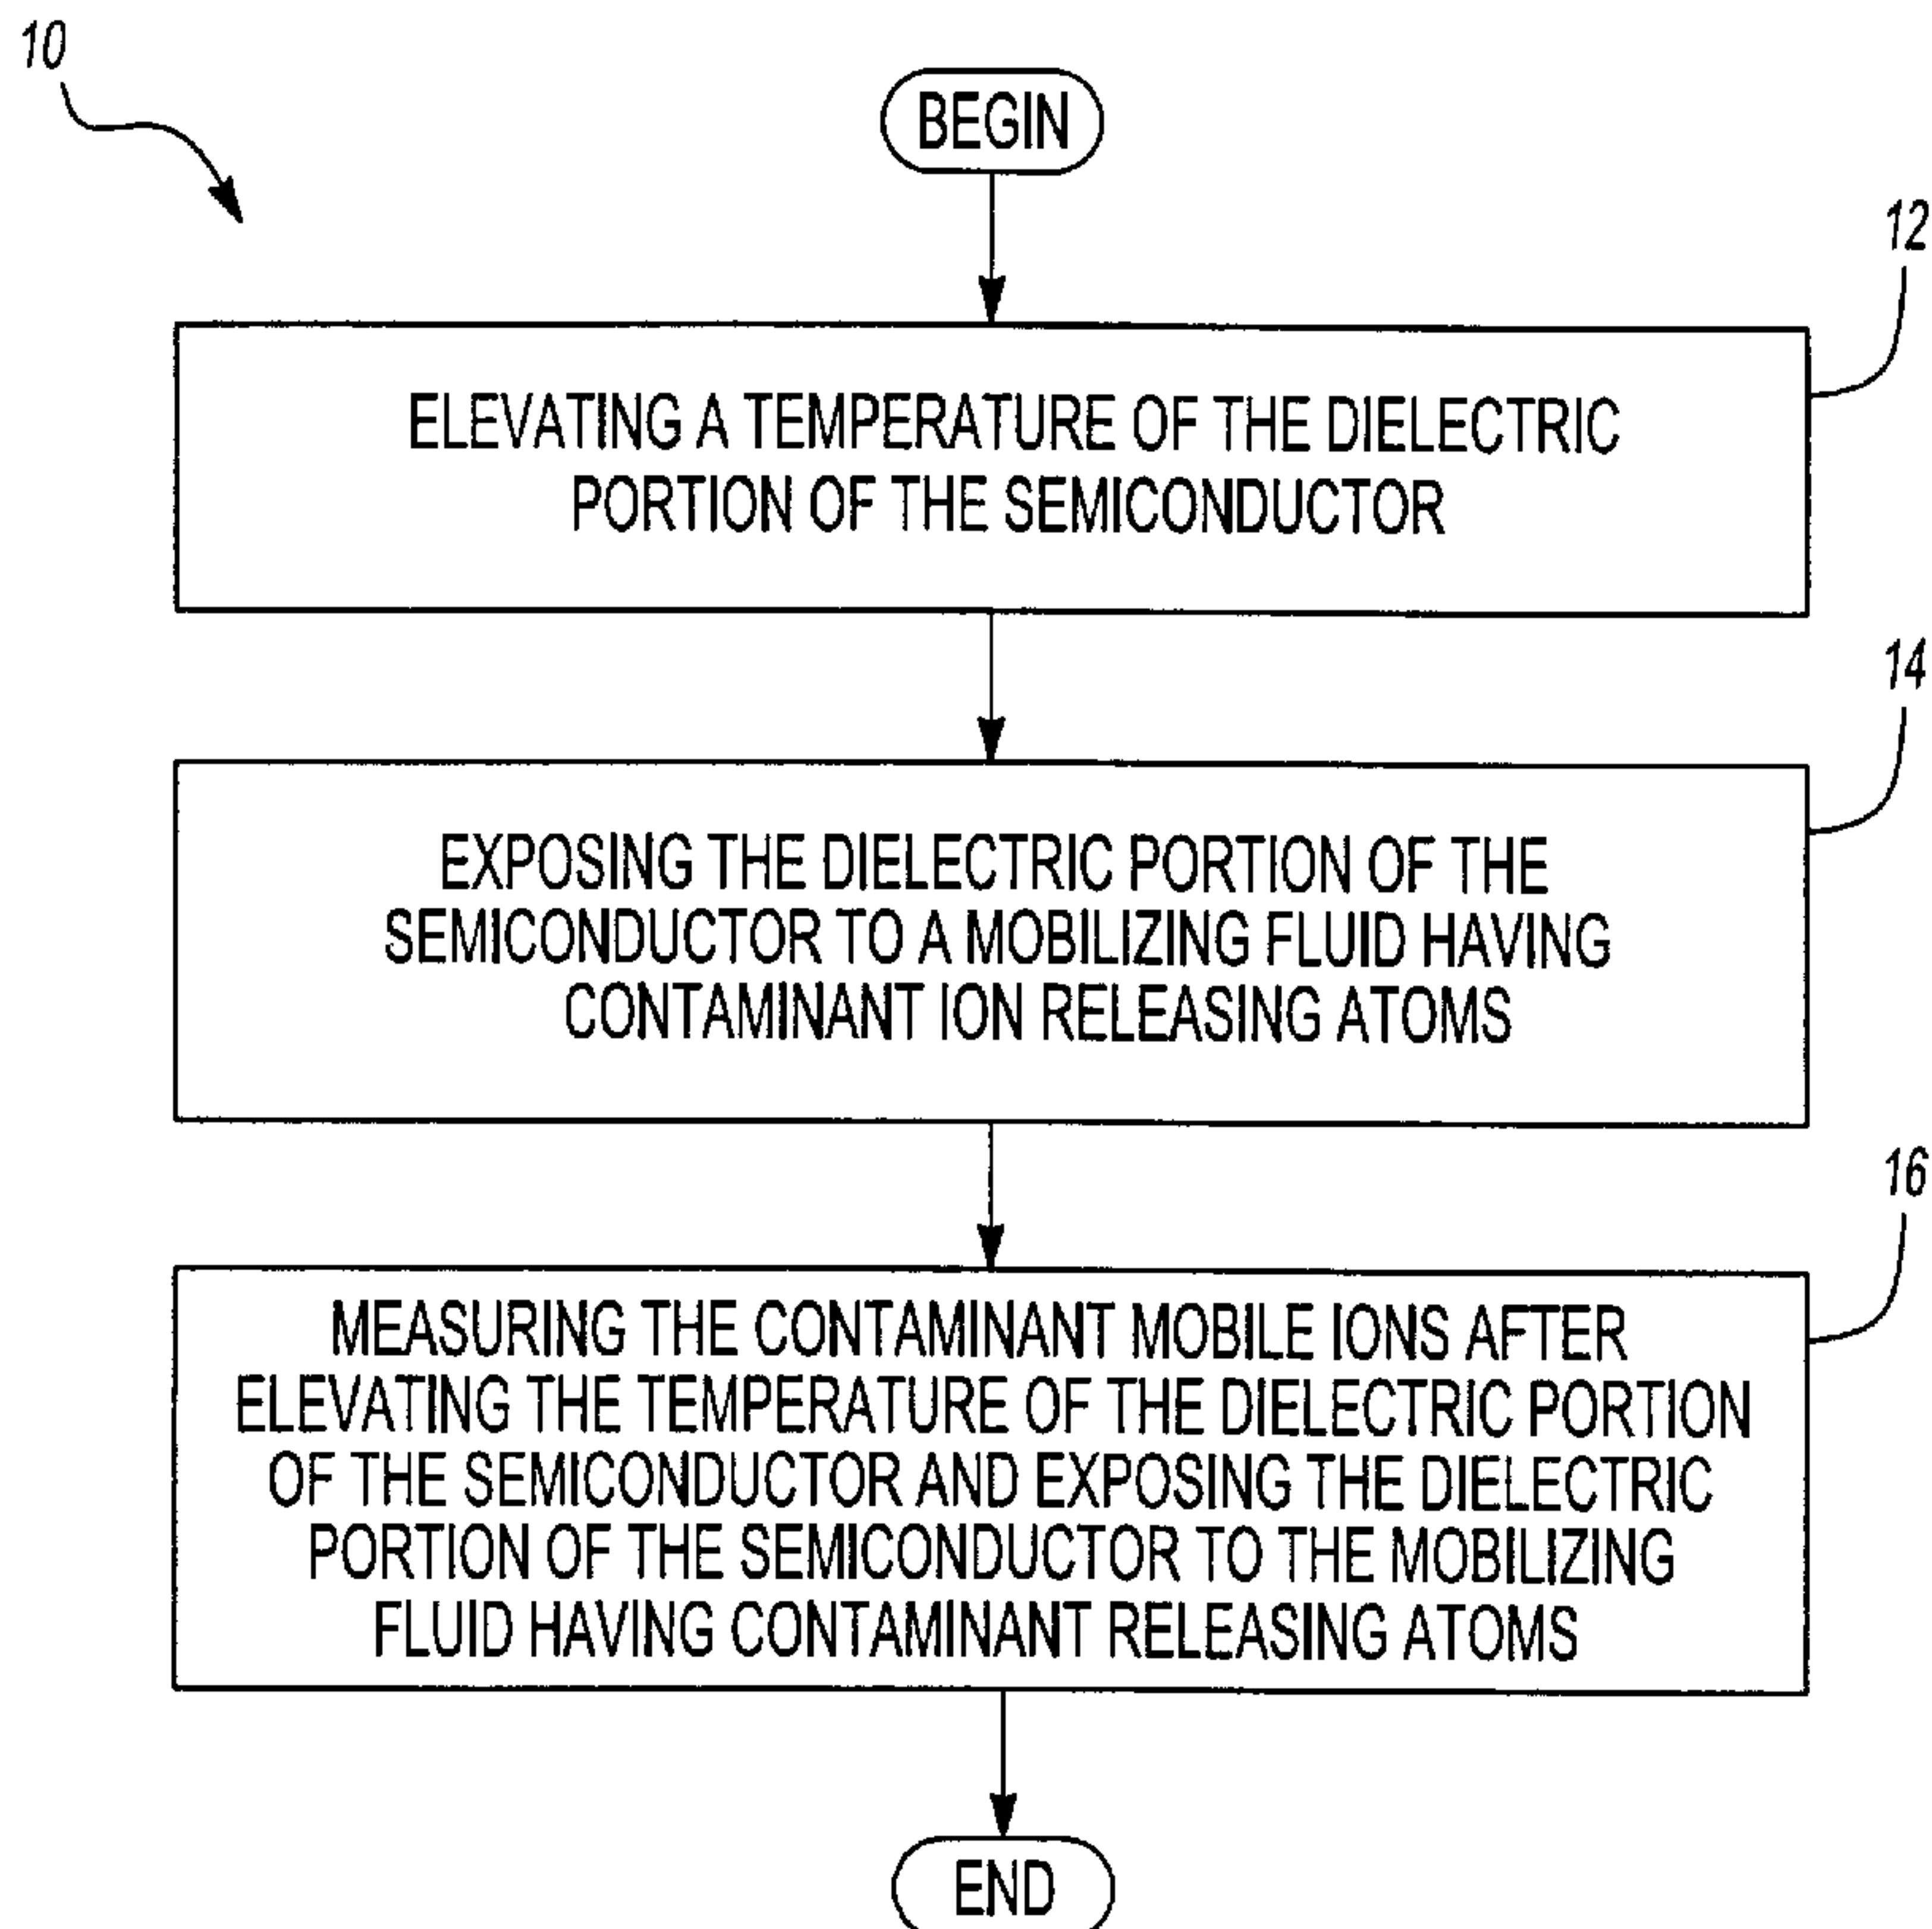 10
BEGIN
12
ELEVATING A TEMPERATURE OF THE DIELECTRIC
PORTION OF THE SEMICONDUCTOR
14
EXPOSING THE DIELECTRIC PORTION OF THE
SEMICONDUCTOR TO A MOBILIZING FLUID HAVING
CONTAMINANT ION RELEASING ATOMS
16
MEASURING THE CONTAMINANT MOBILE IONS AFTER
ELEVATING THE TEMPERATURE OF THE DIELECTRIC PORTION
OF THE SEMICONDUCTOR AND EXPOSING THE DIELECTRIC
PORTION OF THE SEMICONDUCTOR TO THE MOBILIZING
FLUID HAVING CONTAMINANT RELEASING ATOMS
END